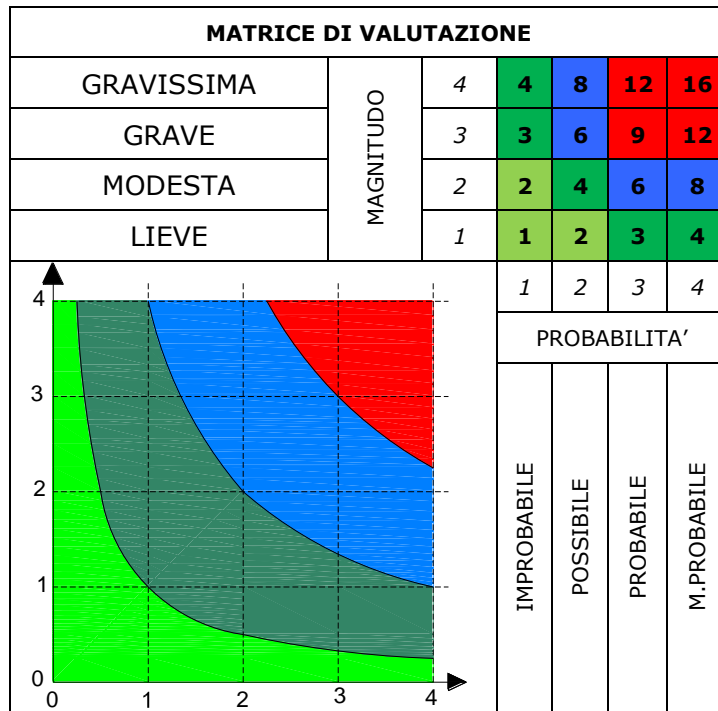 MATRICE DI VALUTAZIONE
GRAVISSIMA 4 4 8 12 16
GRAVE 3 3 6 9 12
MAGNITUDO
MODESTA 2 2 4 6 8
LIEVE 1 1 2 3 4
1 2 3 4
PROBABILITA’
IMPROBABILE
POSSIBILE
PROBABILE
M.PROBABILE
4
3
2
1
0
0 1 2 3 4